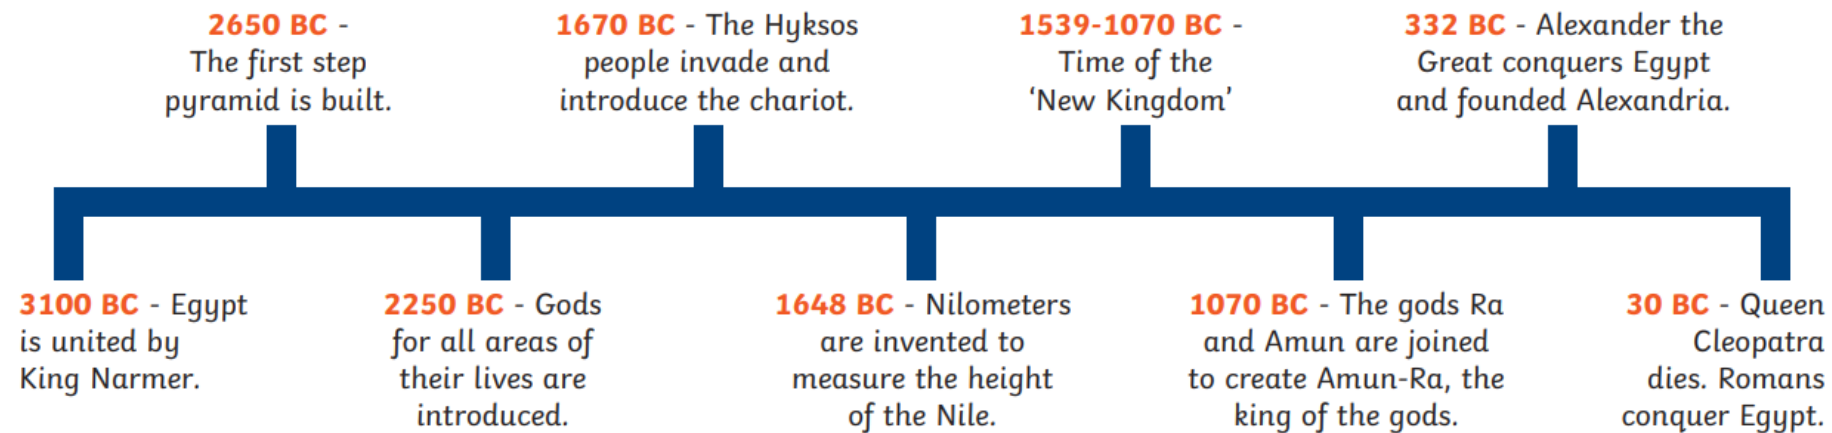 2650 BC -
The first step
pyramid is built.
1670 BC - The Hyksos
people invade and
introduce the chariot.
1539-1070 BC -
Time of the
‘New Kingdom’
332 BC - Alexander the
Great conquers Egypt
and founded Alexandria.
3100 BC - Egypt
is united by
King Narmer.
2250 BC - Gods
for all areas of
their lives are
introduced.
1648 BC - Nilometers
are invented to
measure the height
of the Nile.
1070 BC - The gods Ra
and Amun are joined
to create Amun-Ra, the
king of the gods.
30 BC - Queen
Cleopatra
dies. Romans
conquer Egypt.